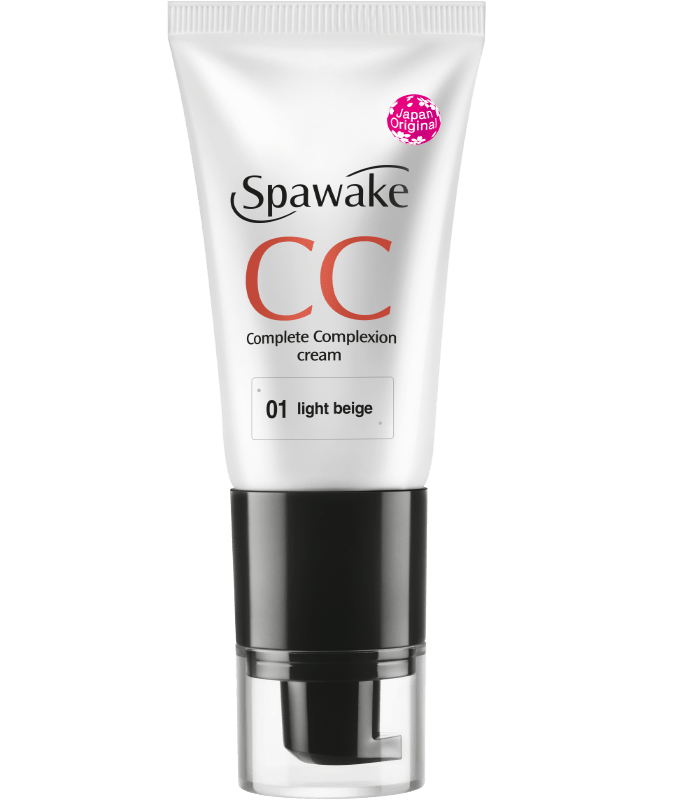 Japan
Original
Spawake
CC
Complete Complexion
cream
01 light beige